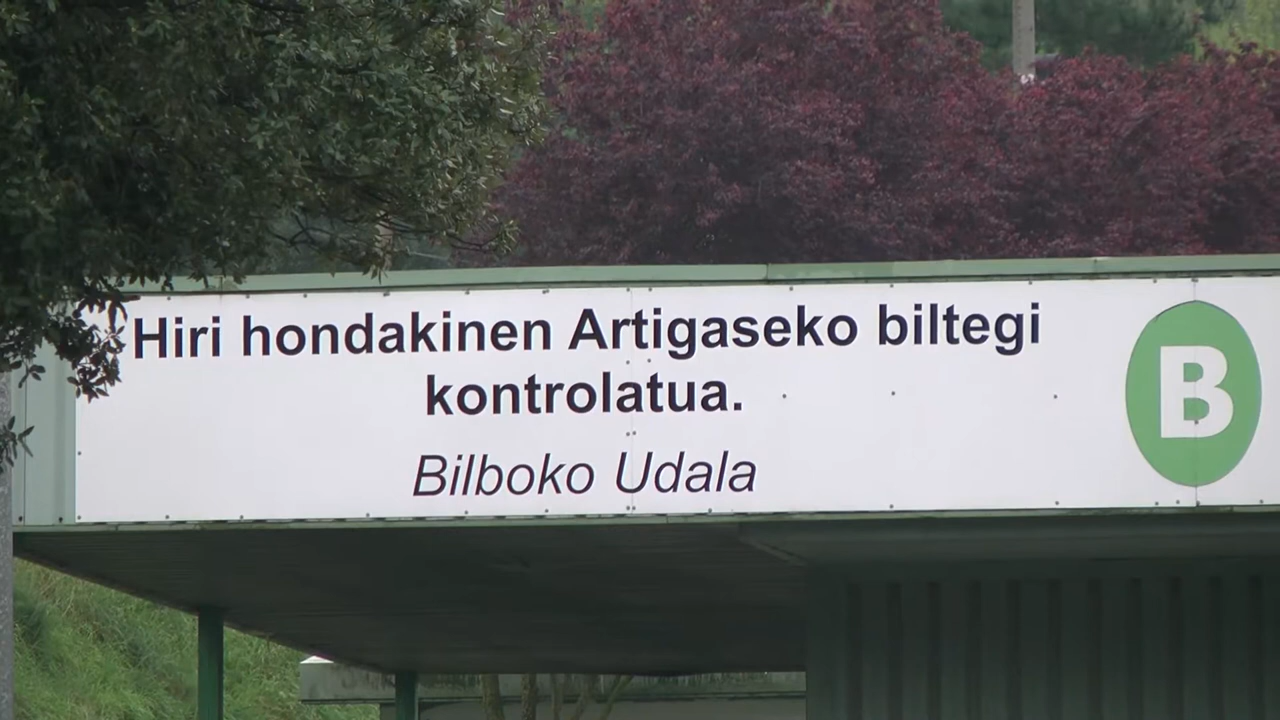 Hiri hondakinen Artigaseko biltegi
kontrolatua.
Bilboko Udala
B